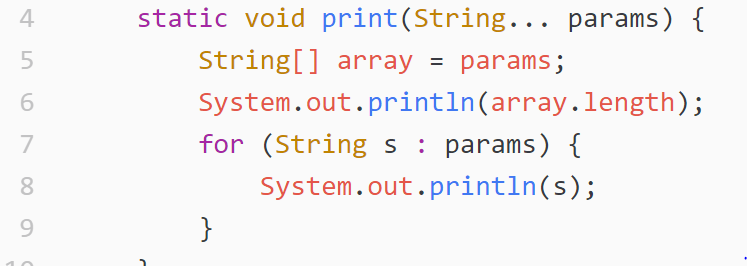 4 static void print(String... params) {
5 String[] array = params;
6 System.out.println(array.length);
7 for (String s : params) {
8 System.out.println(s);
9 }